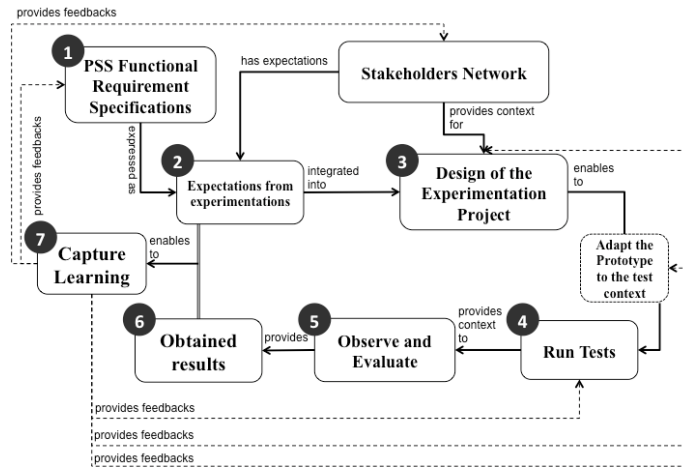 provides feedbacks
1
PSS Functional
Requirement
Specifications
has expectations
Stakeholders Network
provides context
for
provides feedbacks
expressed as
2
Expectations from
experimentations
integrated
into
3
Design of the
Experimentation
Project
enables
to
Adapt the
Prototype
to the test
context
7
Capture
Learning
enables
to
6
Obtained
results
provides
5
Observe and
Evaluate
provides
context
to
4
Run Tests
provides feedbacks
provides feedbacks
provides feedbacks